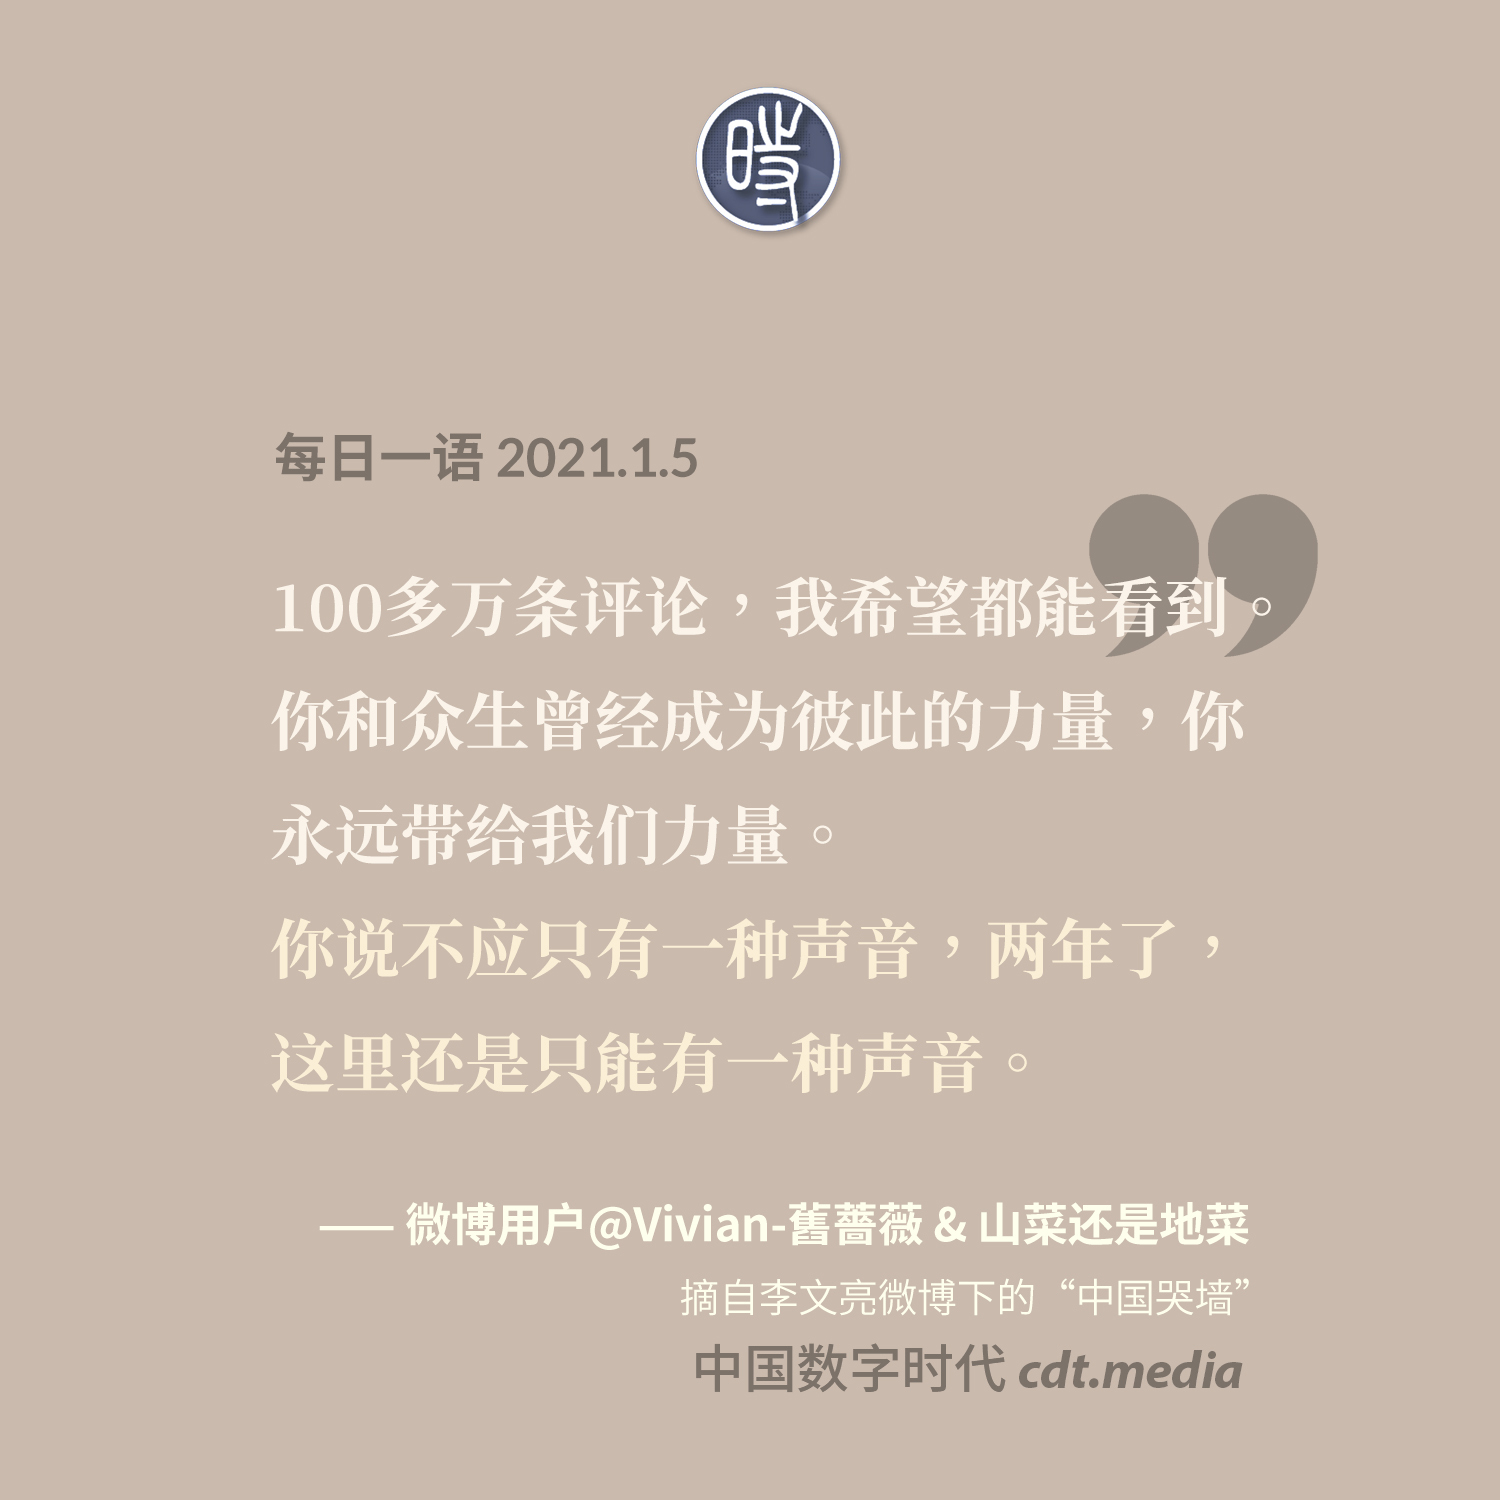 時
每日一语 2021.1.5
100多万条评论，我希望都能看到。
你和众生曾经成为彼此的力量，你
永远带给我们力量。
你说不应只有一种声音，两年了，
这里还是只能有一种声音。
—— 微博用户@Vivian-舊薔薇 & 山菜还是地菜
摘自李文亮微博下的“中国哭墙”
中国数字时代 cdt.media